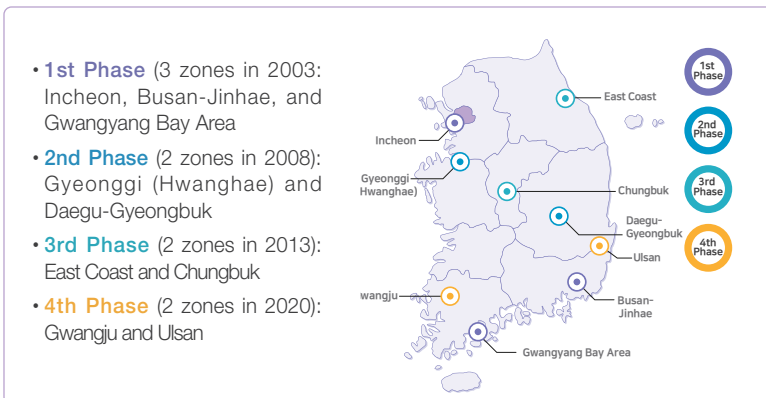 • 1st Phase (3 zones in 2003:
Incheon, Busan-Jinhae, and
Gwangyang Bay Area
• 2nd Phase (2 zones in 2008):
Gyeonggi (Hwanghae) and
Daegu-Gyeongbuk
• 3rd Phase (2 zones in 2013):
East Coast and Chungbuk
• 4th Phase (2 zones in 2020):
Gwangju and Ulsan
East Coast
Incheon
Gyeonggi
Hwanghae)
Chungbuk
Daegu-
Gyeongbuk
Ulsan
wangju
Busan-
Jinhae
Gwangyang Bay Area
1st
Phase
2nd
Phase
3rd
Phase
4th
Phase